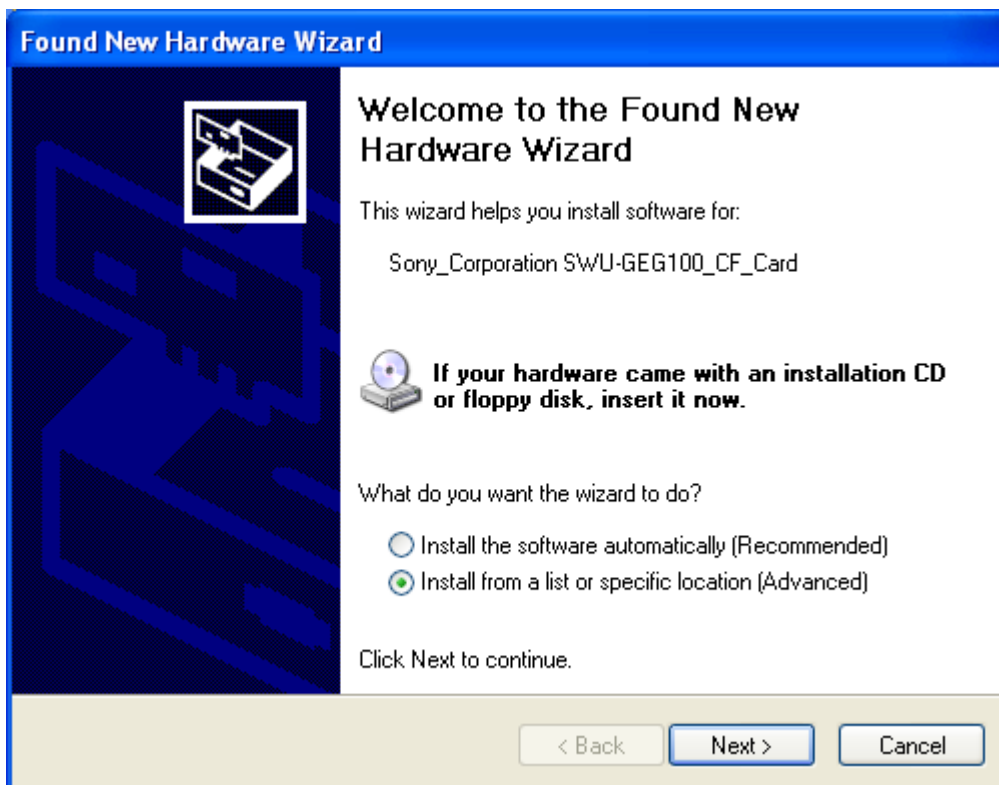 Found New Hardware Wizard
Welcome to the Found New
Hardware Wizard
This wizard helps you install software for:
Sony_Corporation SWU-GEG100_CF_Card
If your hardware came with an installation CD
or floppy disk, insert it now.
What do you want the wizard to do?
Install the software automatically (Recommended)
Install from a list or specific location (Advanced)
Click Next to continue.
< Back
Next >
Cancel